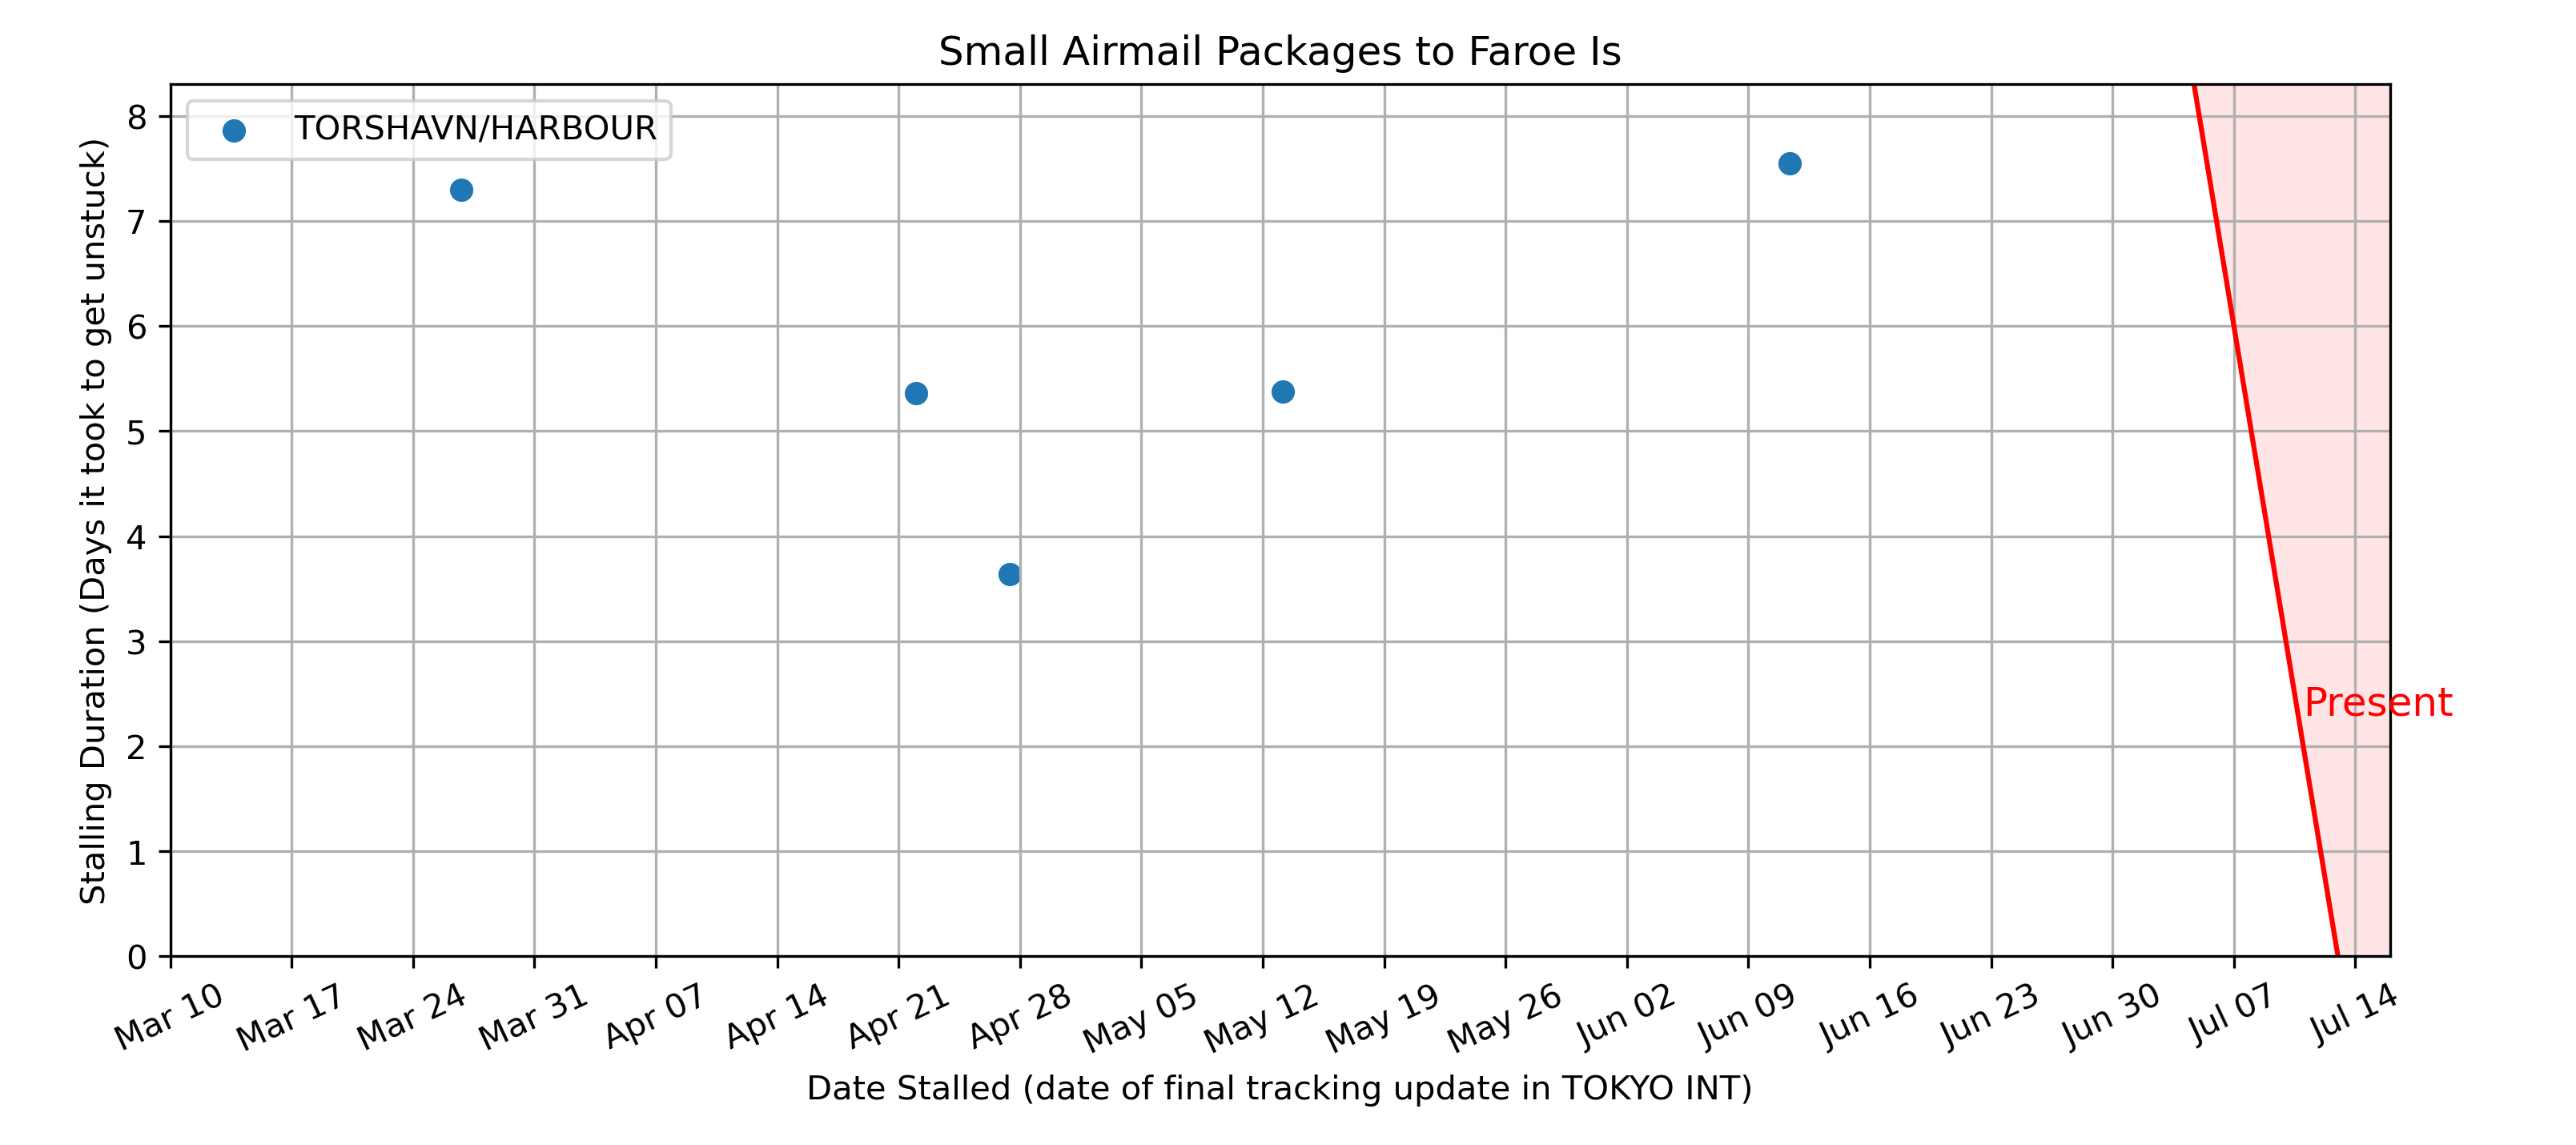 Small Airmail Packages to Faroe Is
TORSHAVN/HARBOUR
Stalling Duration (Days it took to get unstuck)
8
7
6
5
4
3
2
1
0
Present
Mar 10 Mar 17 Mar 24 Mar 31 Apr 07 Apr 14 Apr 21 Apr 28 May 05 May 12 May 19 May 26 Jun 02 Jun 09 Jun 16 Jun 23 Jun 30 Jul 07 Jul 14
Date Stalled (date of final tracking update in TOKYO INT)